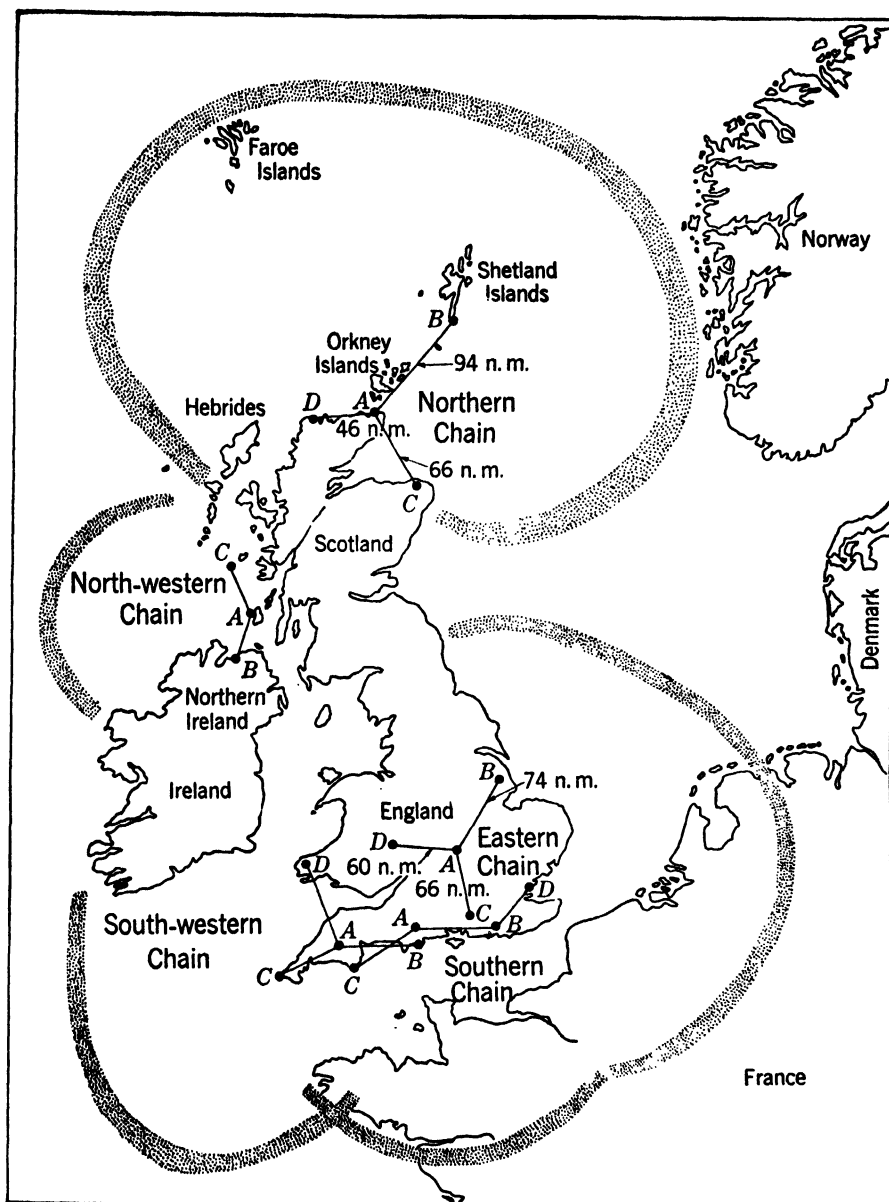 Faroe
Islands
Norway
Shetland
Islands
B
Orkney
Islands
94 n. m.
Hebrides
D
A
Northern
Chain
46 n. m.
66 n. m.
C
Scotland
C
North-western
Chain
A
B
Northern
Ireland
Denmark
Ireland
B
74 n. m.
England
D
Eastern
Chain
A
60 n. m.
66 n. m.
D
D
C
South-western
Chain
A
A
B
B
C
C
Southern
Chain
France